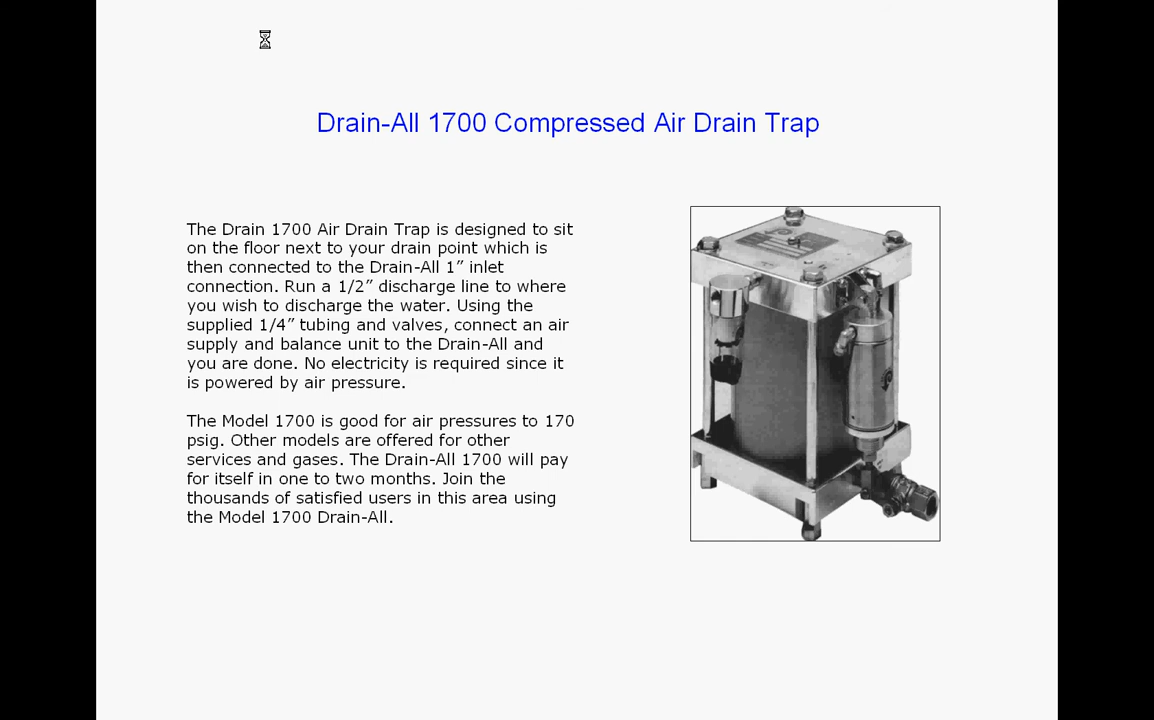 Drain-All 1700 Compressed Air Drain Trap
The Drain 1700 Air Drain Trap is designed to sit
on the floor next to your drain point which is
then connected to the Drain-All 1” inlet
connection. Run a 1/2” discharge line to where
you wish to discharge the water. Using the
supplied 1/4” tubing and valves, connect an air
supply and balance unit to the Drain-All and
you are done. No electricity is required since it
is powered by air pressure.
The Model 1700 is good for air pressures to 170
psig. Other models are offered for other
services and gases. The Drain-All 1700 will pay
for itself in one to two months. Join the
thousands of satisfied users in this area using
the Model 1700 Drain-All.